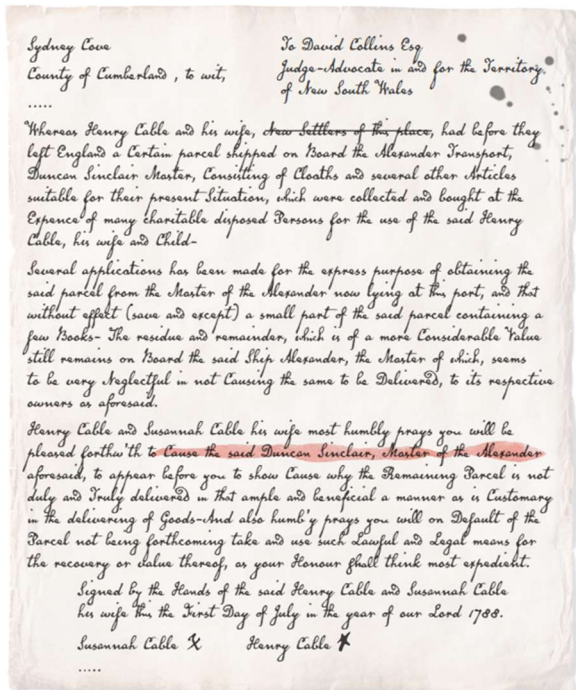 Sydney Cove
County of Cumberland, to wit,
.....
To David Collins Esq
Judge-Advocate in and for the Territory
of New South Wales
Whereas Henry Cable and his wife, New Settlers of this place, had before they
left England a Certain parcel shipped on Board the Alexander Transport,
Duncan Sinclair Master, Consisting of Cloaths and several other Articles
suitable for their present Situation, which were collected and bought at the
Expence of many charitable disposed Persons for the use of the said Henry
Cable, his wife and Child-
Several applications has been made for the express purpose of obtaining the
said parcel from the Master of the Alexander now lying at this port, and that
without effect (save and except) a small part of the said parcel containing a
few Books- The residue and remainder, which is of a more Considerable Value
still remains on Board the said Ship Alexander, the Master of which, seems
to be very Neglectful in not Causing the same to be Delivered, to its respective
owners as aforesaid.
Henry Cable and Susannah Cable his wife most humbly prays you will be
pleased forthw'th to Cause the said Duncan Sinclair, Master of the Alexander
aforesaid, to appear before you to show Cause why the Remaining Parcel is not
duly and Truly delivered in that ample and beneficial a manner as is Customary
in the delivering of Goods-And also humb'y prays you will on Default of the
Parcel not being forthcoming take and use such Lawful and Legal means for
the recovery or value thereof, as your Honour shall think most expedient.
Signed by the Hands of the said Henry Cable and Susannah Cable
his wife this the First Day of July in the year of our Lord 1788.
Susannah Cable X Henry Cable X
.....